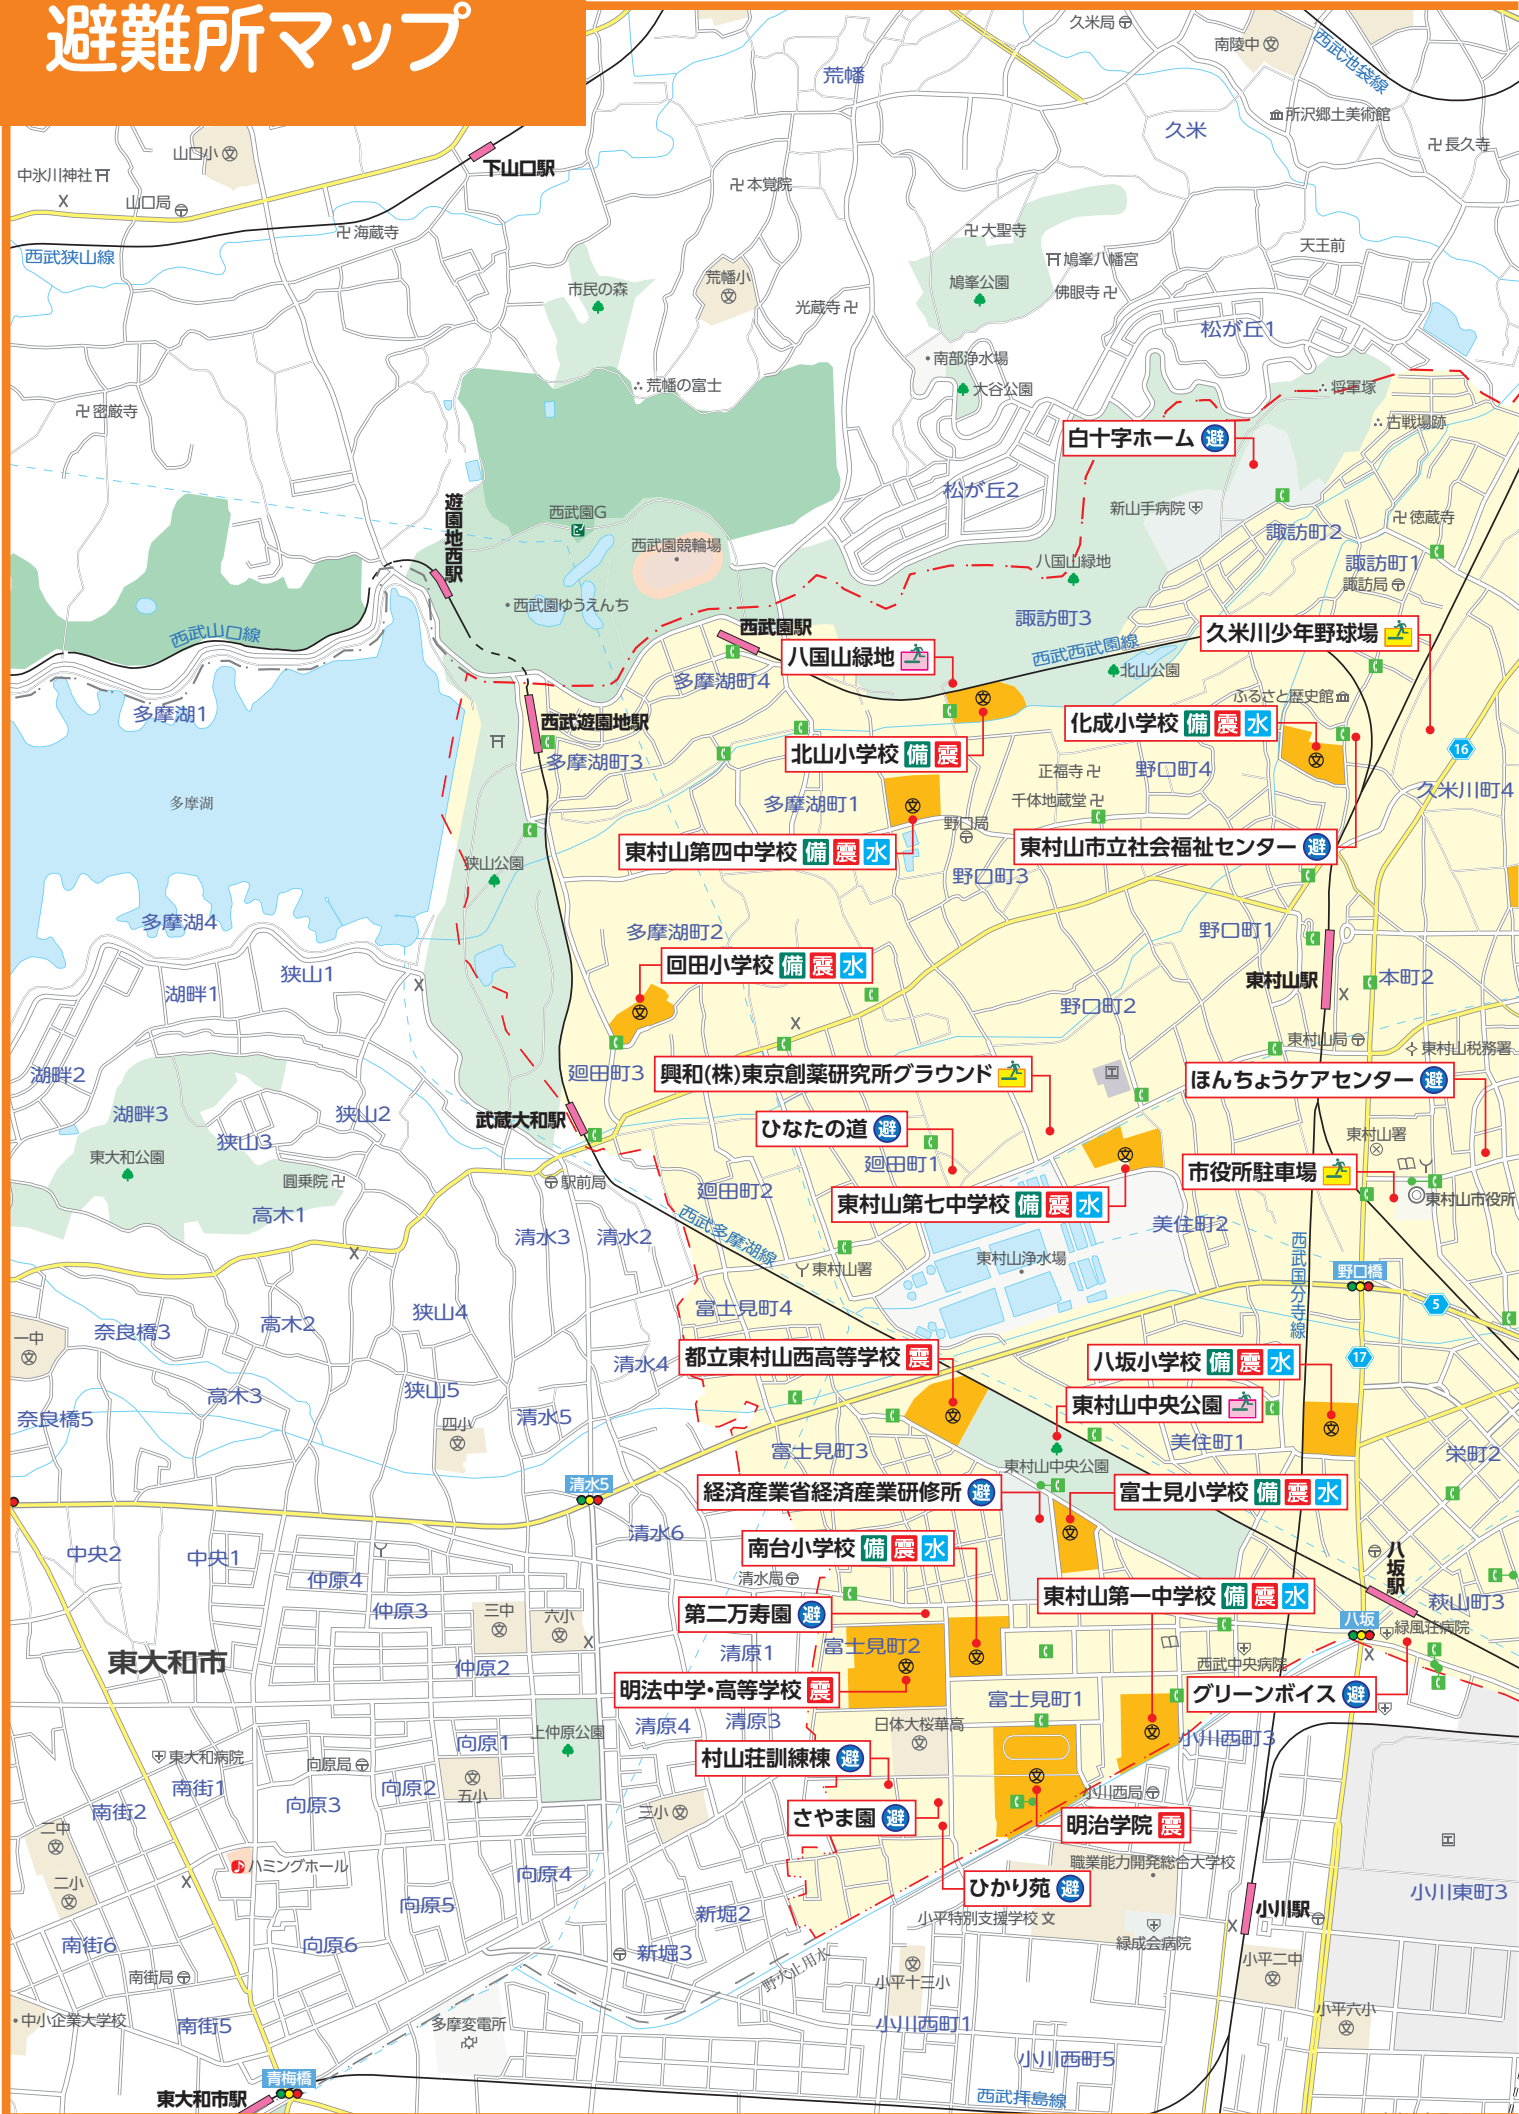 避難所マップ
久米局
南陵中
西武池袋線
荒幡
所沢郷土美術館
久米
卍長久寺
山口小
下山口駅
中氷川神社
山口局
卍本覚院
卍海蔵寺
卍大聖寺
天王前
西武狭山線
鳩峯八幡宮
荒幡小
鳩峯公園
佛眼寺卍
市民の森
光蔵寺卍
松が丘1
南部浄水場
荒幡の富士
大谷公園
将軍塚
卍密厳寺
古戦場跡
白十字ホーム 避
松が丘2
遊園地西駅
西武園G
新山手病院
卍徳蔵寺
諏訪町2
西武園競輪場
八国山緑地
諏訪町1
諏訪局
西武園ゆうえんち
諏訪町3
西武山口線
西武園駅
久米川少年野球場
八国山緑地
西武西武園線
北山公園
多摩湖町4
ふるさと歴史館
多摩湖1
西武遊園地駅
化成小学校 備 震 水
16
北山小学校 備 震
多摩湖町3
正福寺卍
野口町4
久米川町4
多摩湖
多摩湖町1
千体地蔵堂卍
野口局
東村山第四中学校 備 震 水
東村山市立社会福祉センター 避
狭山公園
野口町3
多摩湖4
多摩湖町2
野口町1
回田小学校 備 震 水
狭山1
東村山駅
本町2
湖畔1
野口町2
東村山局
東村山税務署
湖畔2
廻田町3
興和(株)東京創薬研究所グラウンド
ほんちょうケアセンター 避
湖畔3
狭山2
武蔵大和駅
ひなたの道 避
東村山署
狭山3
東大和公園
廻田町1
市役所駐車場
圓乗院卍
駅前局
廻田町2
東村山第七中学校 備 震 水
東村山市役所
高木1
西武多摩湖線
美住町2
清水3
清水2
西武国分寺線
東村山浄水場
東村山署
野口橋
富士見町4
5
狭山4
一中
奈良橋3
高木2
清水4
都立東村山西高等学校 震
八坂小学校 備 震 水
17
狭山5
高木3
東村山中央公園
奈良橋5
四小
清水5
富士見町3
美住町1
栄町2
東村山中央公園
清水5
経済産業省経済産業研修所 避
富士見小学校 備 震 水
清水6
南台小学校 備 震 水
中央2
中央1
八坂駅
仲原4
清水局
東村山第一中学校 備 震 水
仲原3
三中
六小
第二万寿園 避
萩山町3
八坂
緑風荘病院
東大和市
清原1
富士見町2
西武中央病院
仲原2
明法中学・高等学校 震
富士見町1
グリーンボイス 避
清原4
清原3
日体大桜華高
上仲原公園
向原1
小川西町3
東大和病院
向原局
村山荘訓練棟 避
南街1
向原2
五小
小川西局
南街2
向原3
三小
さやま園 避
明治学院 震
二中
ハミングホール
職業能力開発総合大学校
向原4
二小
ひかり苑 避
小川東町3
向原5
新堀2
小平特別支援学校
小川駅
南街6
向原6
新堀3
緑成会病院
野火止用水
小平二中
南街局
小平十三小
小平六小
中小企業大学校
南街5
多摩変電所
小川西町1
小川西町5
青梅橋
東大和市駅
西武拝島線